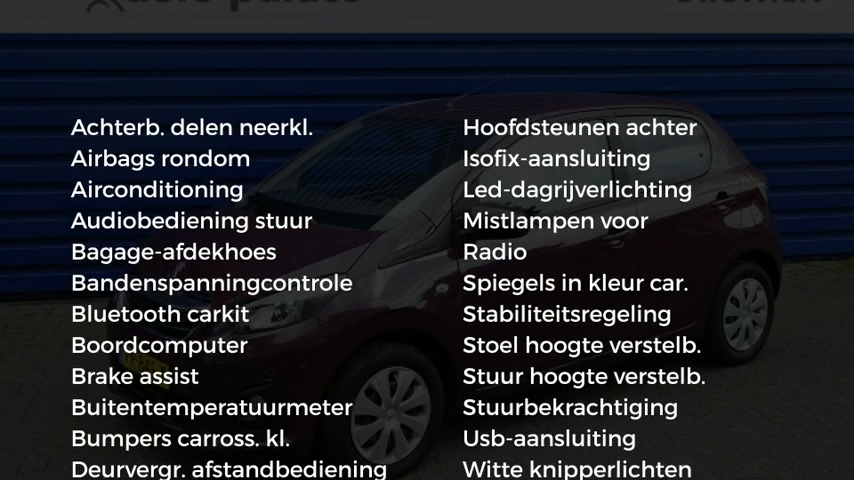 Achterb. delen neerkl.
Airbags rondom
Airconditioning
Audiobediening stuur
Bagage-afdekhoes
Bandenspanningcontrole
Bluetooth carkit
Boordcomputer
Brake assist
Buitentemperatuurmeter
Bumpers carross. kl.
Deurvergr. afstandbediening
Hoofdsteunen achter
Isofix-aansluiting
Led-dagrijverlichting
Mistlampen voor
Radio
Spiegels in kleur car.
Stabiliteitsregeling
Stoel hoogte verstelb.
Stuur hoogte verstelb.
Stuurbekrachtiging
Usb-aansluiting
Witte knipperlichten